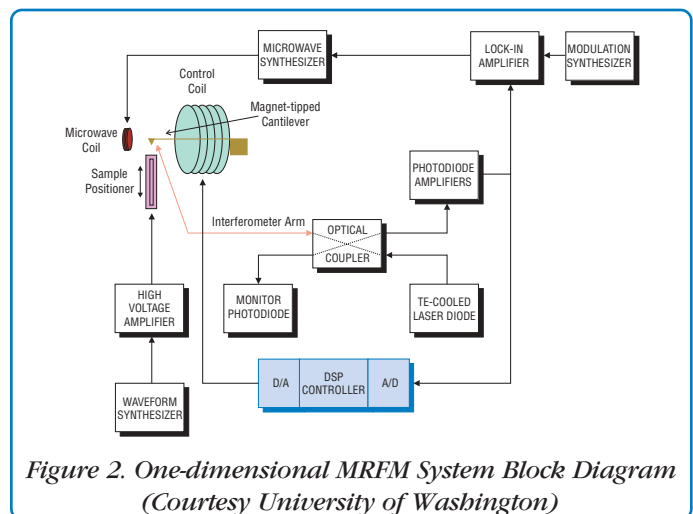 MICROWAVE
SYNTHESIZER
LOCK-IN
AMPLIFIER
MODULATION
SYNTHESIZER
Control
Coil
Magnet-tipped
Cantilever
Microwave
Coil
Sample
Positioner
PHOTODIODE
AMPLIFIERS
Interferometer Arm
OPTICAL
COUPLER
HIGH
VOLTAGE
AMPLIFIER
MONITOR
PHOTODIODE
TE-COOLED
LASER DIODE
D/A
DSP
CONTROLLER
A/D
WAVEFORM
SYNTHESIZER
Figure 2. One-dimensional MRFM System Block Diagram
(Courtesy University of Washington)